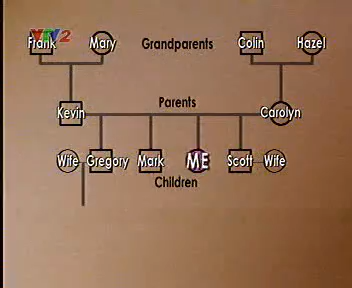 VTV2
Frank Mary Grandparents Colin Hazel
Parents
Kevin Carolyn
Wife Gregory Mark ME Scott Wife
Children